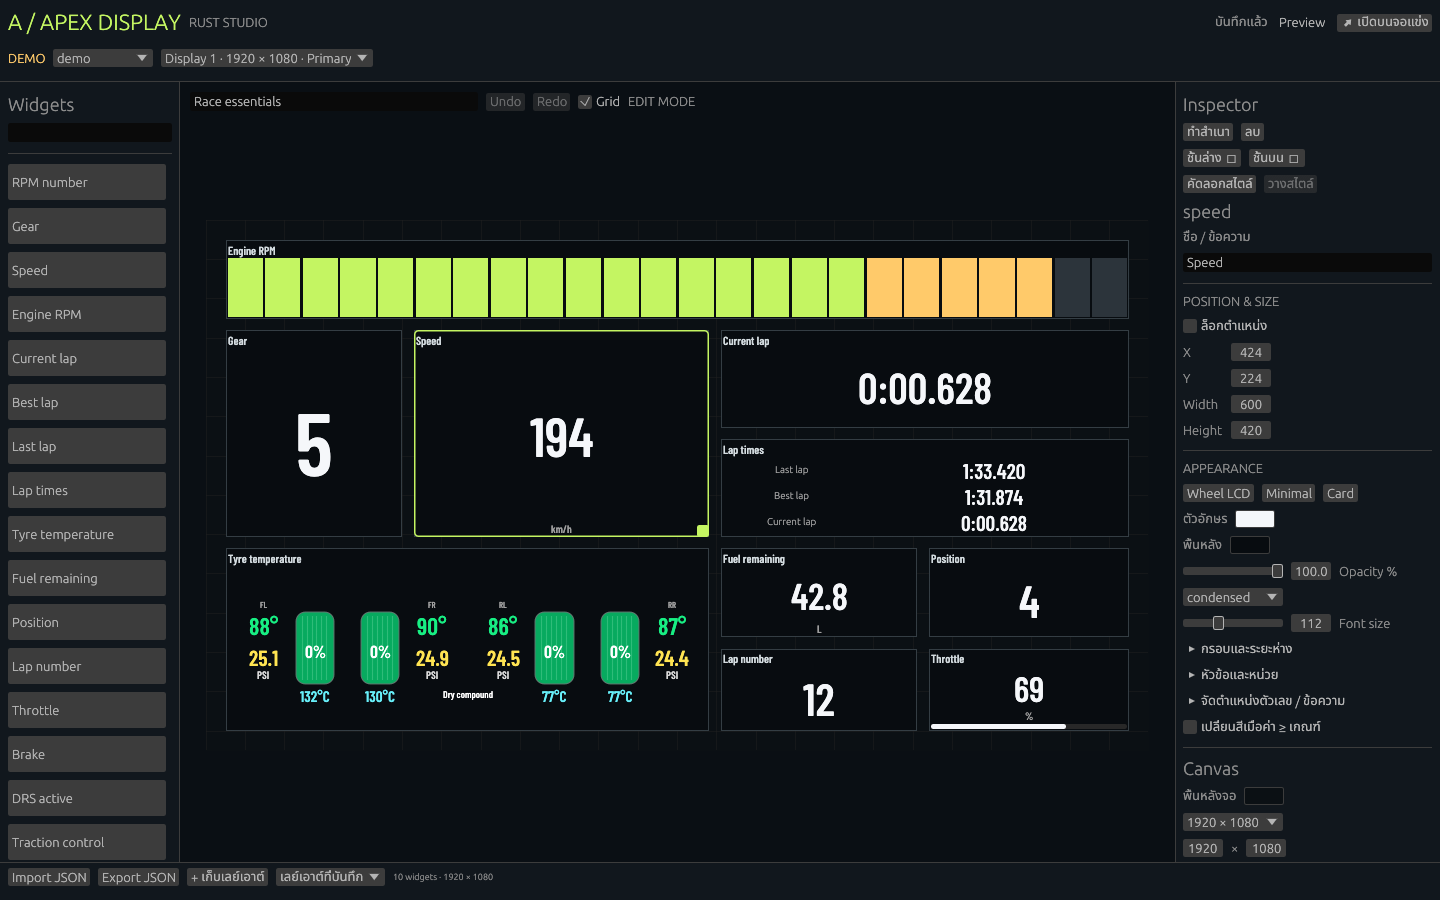 A / APEX DISPLAY RUST STUDIO
บันทึกแล้ว Preview เปิดบนจอแข่ง
DEMO demo Display 1 · 1920 × 1080 · Primary
Widgets
RPM number
Gear
Speed
Engine RPM
Current lap
Best lap
Last lap
Lap times
Tyre temperature
Fuel remaining
Position
Lap number
Throttle
Brake
DRS active
Traction control
Race essentials Undo Redo Grid EDIT MODE
Engine RPM
Gear
5
Speed
194
km/h
Current lap
0:00.628
Lap times
Last lap 1:33.420
Best lap 1:31.874
Current lap 0:00.628
Tyre temperature
FL FR RL RR
88° 90° 86° 87°
0% 0% 0% 0%
25.1 24.9 24.5 24.4
PSI PSI PSI PSI
132°C 130°C Dry compound 77°C 77°C
Fuel remaining
42.8
L
Position
4
Lap number
12
Throttle
69
%
Inspector
ทำสำเนา ลบ
ชั้นล่าง ชั้นบน
คัดลอกสไตล์ วางสไตล์
speed
ชื่อ / ข้อความ
Speed
POSITION & SIZE
ล็อกตำแหน่ง
X 424
Y 224
Width 600
Height 420
APPEARANCE
Wheel LCD Minimal Card
ตัวอักษร
พื้นหลัง
100.0 Opacity %
condensed
112 Font size
กรอบและระยะห่าง
หัวข้อและหน่วย
จัดตำแหน่งตัวเลข / ข้อความ
เปลี่ยนสีเมื่อค่า ≥ เกณฑ์
Canvas
พื้นหลังจอ
1920 × 1080
1920 × 1080
Import JSON Export JSON + เก็บเลย์เอาต์ เลย์เอาต์ที่บันทึก 10 widgets · 1920 × 1080